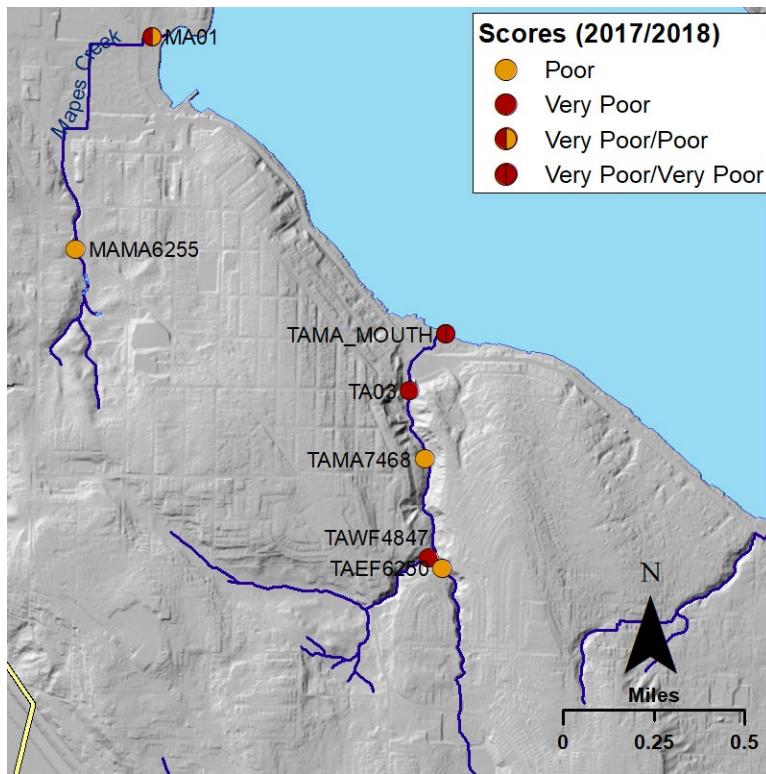 MA01
Mapes Creek
Scores (2017/2018)
Poor
Very Poor
Very Poor/Poor
Very Poor/Very Poor
MAMA6255
TAMA_MOUTH
TA03
TAMA7468
TAWF4847
TAEF6250
N
Miles
0 0.25 0.5